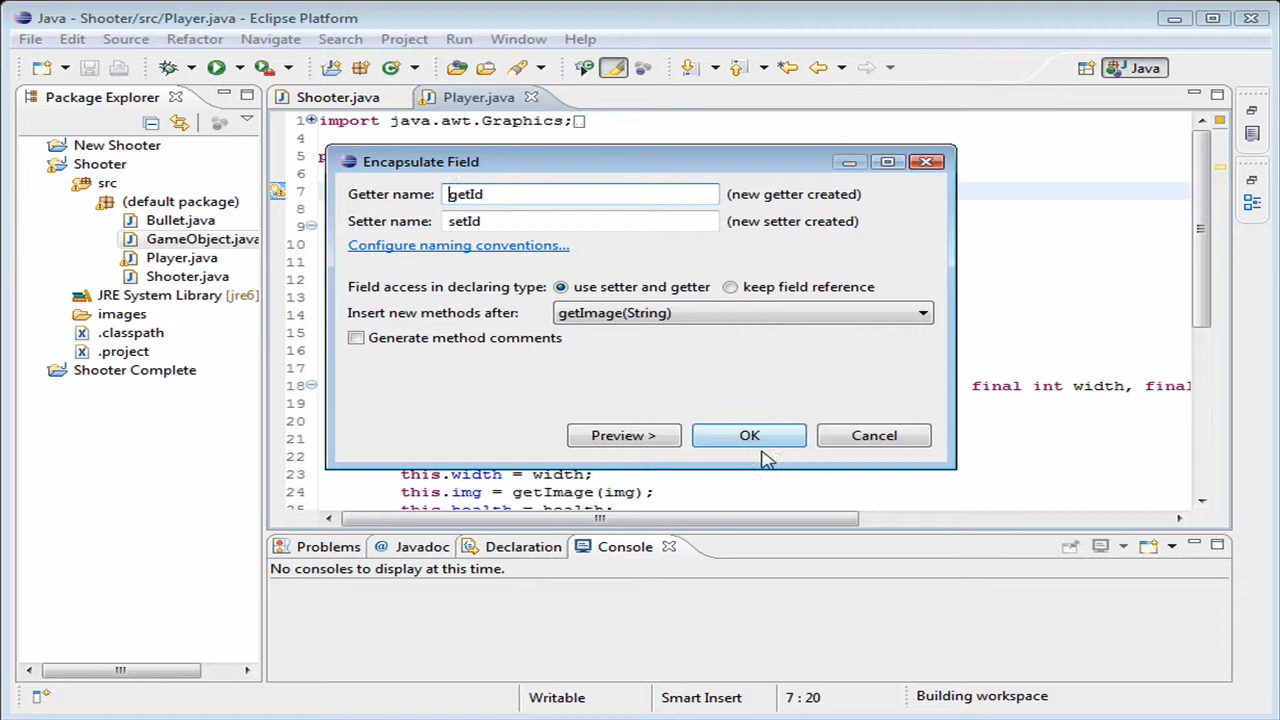 Java - Shooter/src/Player.java - Eclipse Platform
File Edit Source Refactor Navigate Search Project Run Window Help
Java
Package Explorer
Shooter.java
Player.java
New Shooter
Shooter
src
(default package)
Bullet.java
GameObject.java
Player.java
Shooter.java
JRE System Library [jre6]
images
.classpath
.project
Shooter Complete
1 import java.awt.Graphics;
4
5
7
8
9
10
11
12
13
14
15
16
17
18 final int width, final
19
20
21
22
23 this.width = width;
24 this.img = getImage(img);
25 this.health = health;
Encapsulate Field
Getter name: getId (new getter created)
Setter name: setId (new setter created)
Configure naming conventions...
Field access in declaring type: use setter and getter keep field reference
Insert new methods after: getImage(String)
Generate method comments
Preview > OK Cancel
Problems @ Javadoc Declaration Console
No consoles to display at this time.
Writable Smart Insert 7 : 20 Building workspace